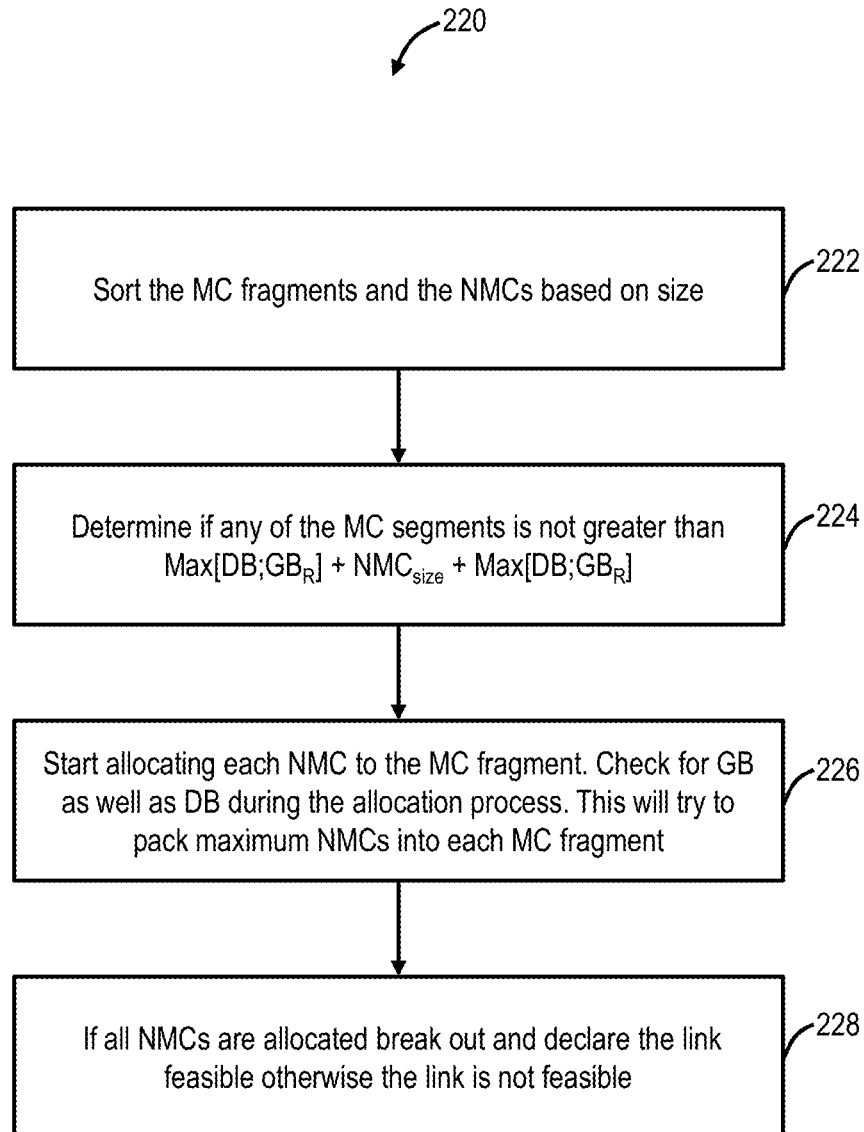 220
Sort the MC fragments and the NMCs based on size
222
Determine if any of the MC segments is not greater than
Max[DB;GB_R] + NMC_size + Max[DB;GB_R]
224
Start allocating each NMC to the MC fragment. Check for GB
as well as DB during the allocation process. This will try to
pack maximum NMCs into each MC fragment
226
If all NMCs are allocated break out and declare the link
feasible otherwise the link is not feasible
228